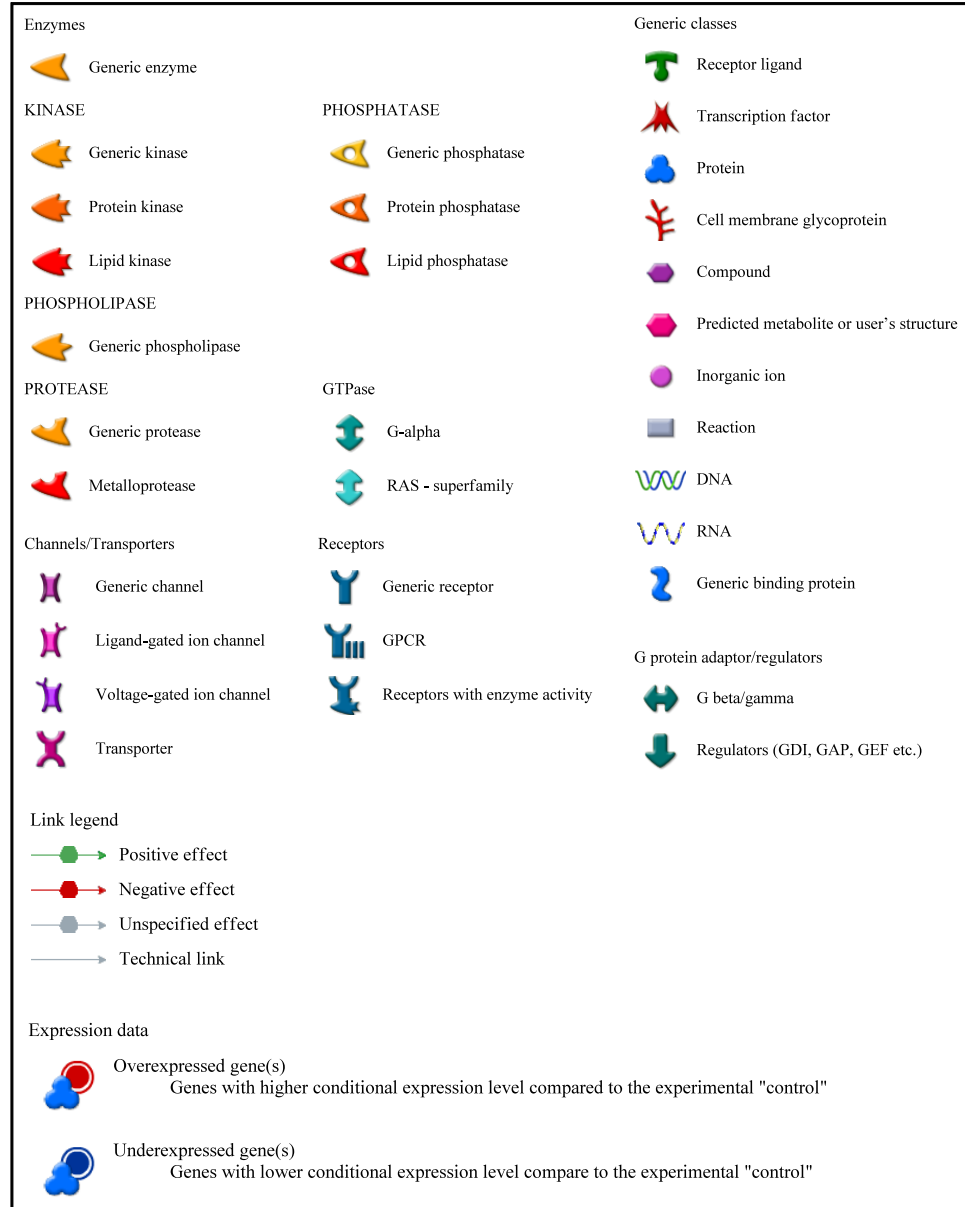 Enzymes
Generic enzyme
KINASE
PHOSPHATASE
Generic kinase
Generic phosphatase
Protein kinase
Protein phosphatase
Lipid kinase
Lipid phosphatase
PHOSPHOLIPASE
Generic phospholipase
PROTEASE
GTPase
Generic protease
G-alpha
Metalloprotease
RAS - superfamily
Channels/Transporters
Receptors
Generic channel
Generic receptor
Ligand-gated ion channel
GPCR
Voltage-gated ion channel
Receptors with enzyme activity
Transporter
Generic classes
Receptor ligand
Transcription factor
Protein
Cell membrane glycoprotein
Compound
Predicted metabolite or user's structure
Inorganic ion
Reaction
DNA
RNA
Generic binding protein
G protein adaptor/regulators
G beta/gamma
Regulators (GDI, GAP, GEF etc.)
Link legend
Positive effect
Negative effect
Unspecified effect
Technical link
Expression data
Overexpressed gene(s)
Genes with higher conditional expression level compared to the experimental "control"
Underexpressed gene(s)
Genes with lower conditional expression level compare to the experimental "control"